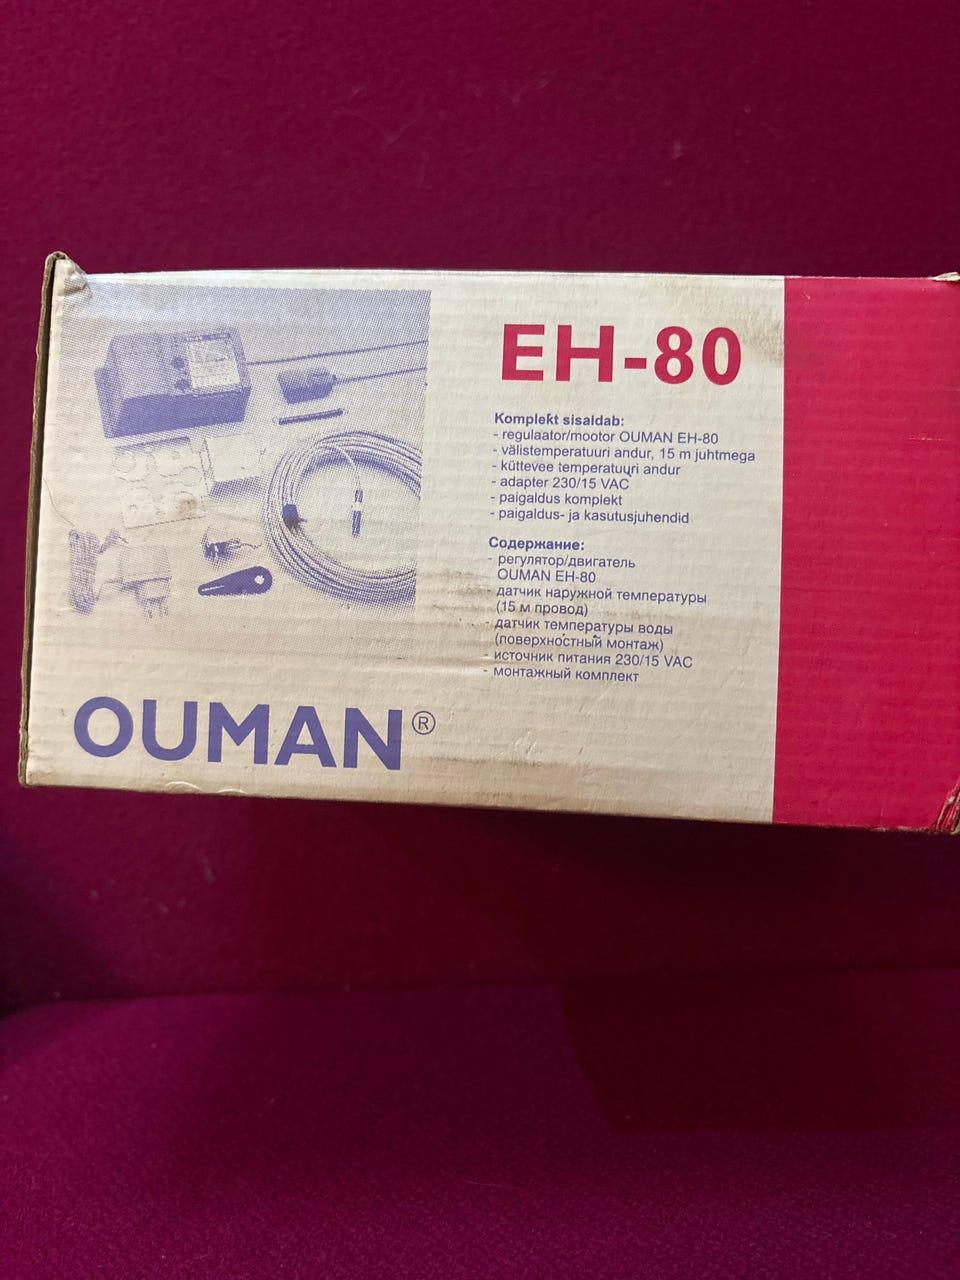 EH-80
Komplekt sisaldab:
- regulaator/mootor OUMAN EH-80
- välistemperatuuri andur, 15 m juhtmega
- küttevee temperatuuri andur
- adapter 230/15 VAC
- paigaldus komplekt
- paigaldus- ja kasutusjuhendid
Содержание:
- регулятор/двигатель
OUMAN EH-80
- датчик наружной температуры
(15 м провод)
- датчик температуры воды
(поверхностный монтаж)
- источник питания 230/15 VAC
- монтажный комплект
OUMAN®